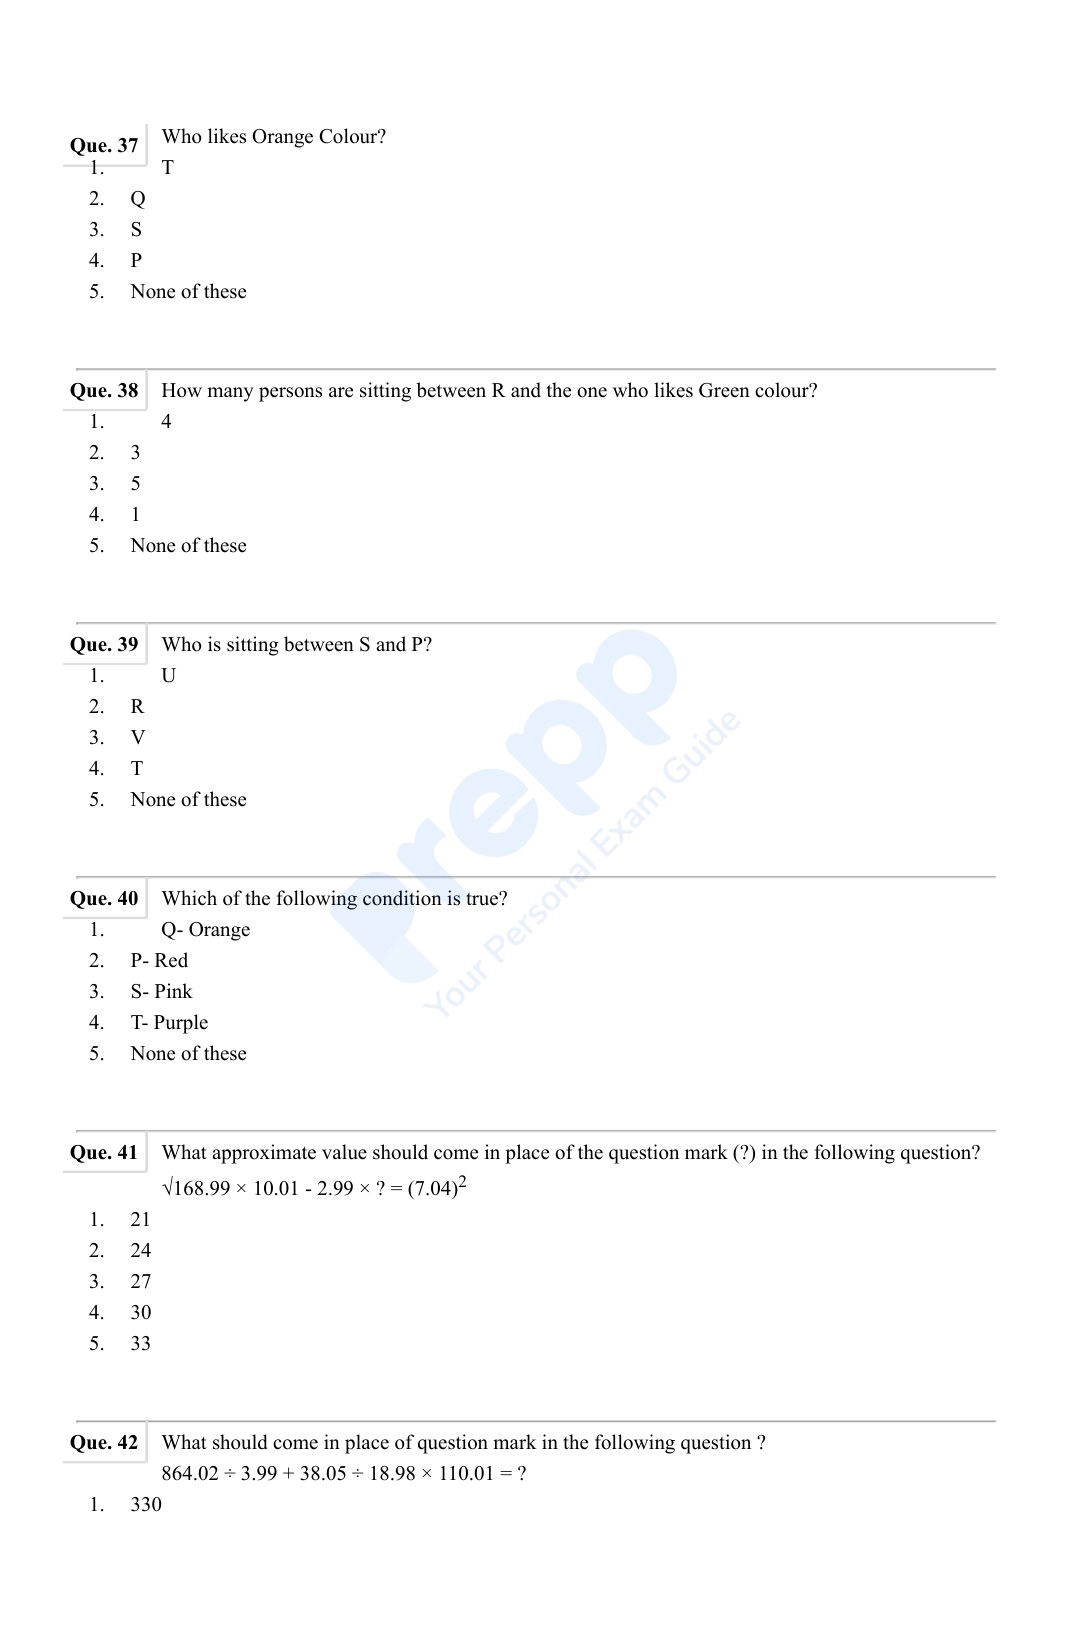 Que. 37 Who likes Orange Colour?
1. T
2. Q
3. S
4. P
5. None of these
Que. 38 How many persons are sitting between R and the one who likes Green colour?
1. 4
2. 3
3. 5
4. 1
5. None of these
Que. 39 Who is sitting between S and P?
1. U
2. R
3. V
4. T
5. None of these
Que. 40 Which of the following condition is true?
1. Q- Orange
2. P- Red
3. S- Pink
4. T- Purple
5. None of these
Que. 41 What approximate value should come in place of the question mark (?) in the following question?
√168.99 × 10.01 - 2.99 × ? = (7.04)²
1. 21
2. 24
3. 27
4. 30
5. 33
Que. 42 What should come in place of question mark in the following question ?
864.02 ÷ 3.99 + 38.05 ÷ 18.98 × 110.01 = ?
1. 330
prepp
Your Personal Exam Guide